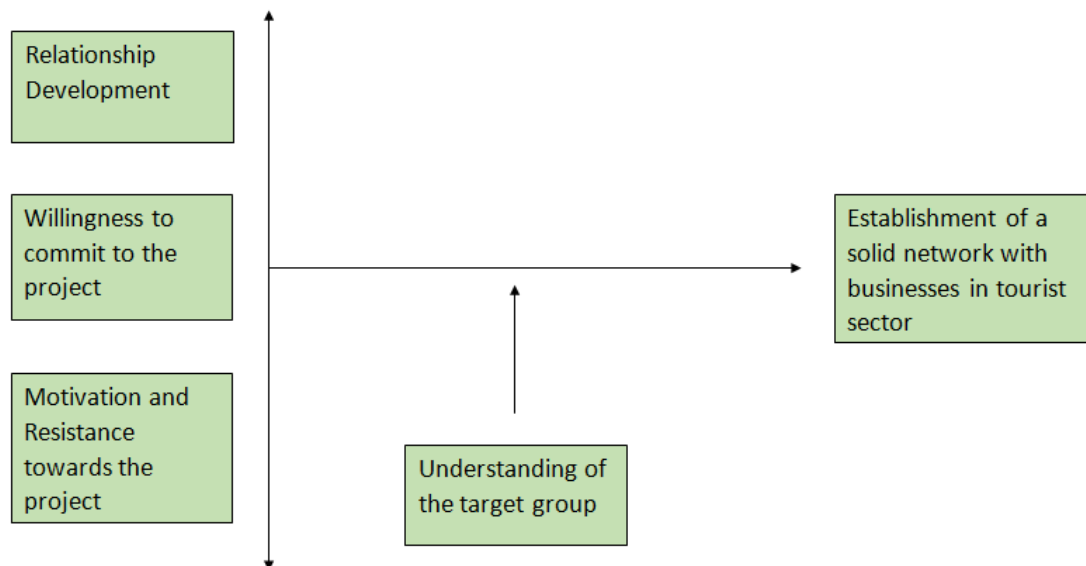 Relationship
Development
Willingness to
commit to the
project
Motivation and
Resistance
towards the
project
Understanding of
the target group
Establishment of a
solid network with
businesses in tourist
sector